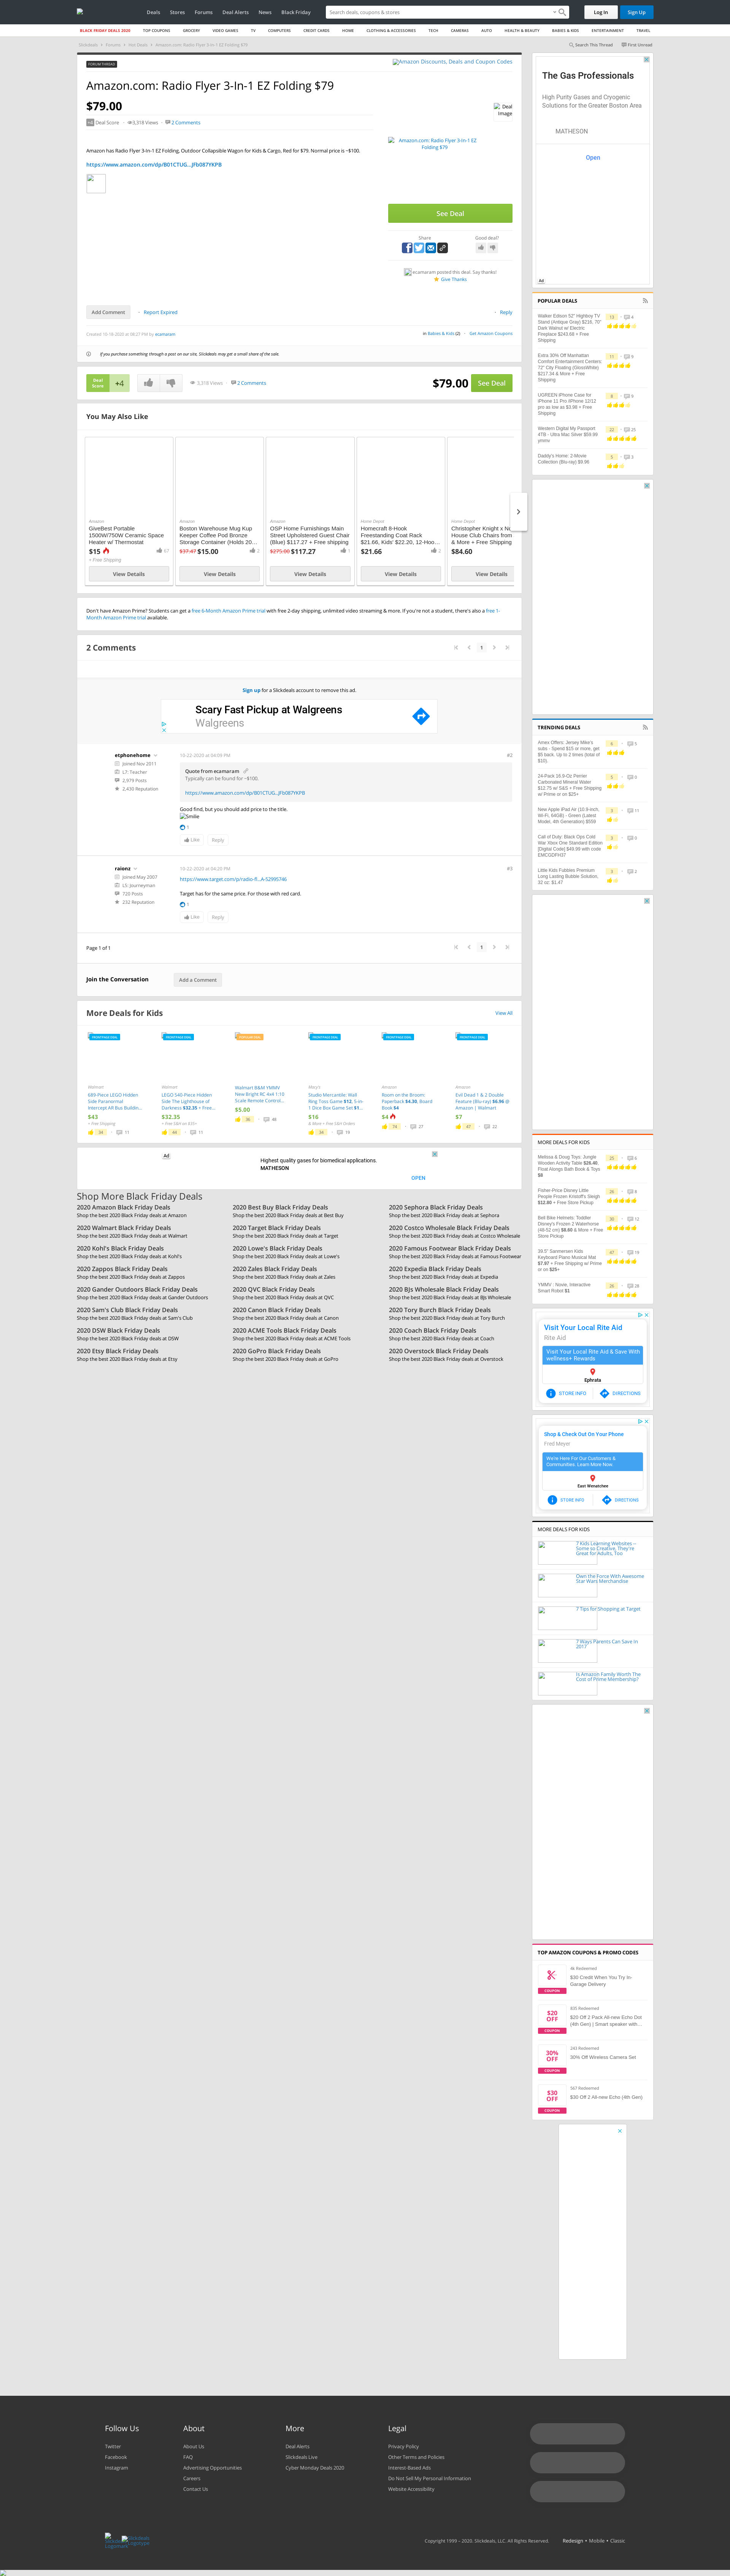 Deals Stores Forums Deal Alerts News Black Friday
Search deals, coupons & stores
Log In
Sign Up
BLACK FRIDAY DEALS 2020 TOP COUPONS GROCERY VIDEO GAMES TV COMPUTERS CREDIT CARDS HOME CLOTHING & ACCESSORIES TECH CAMERAS AUTO HEALTH & BEAUTY BABIES & KIDS ENTERTAINMENT TRAVEL
Slickdeals Forums Hot Deals Amazon.com: Radio Flyer 3-In-1 EZ Folding $79
Search This Thread
First Unread
FORUM THREAD
Amazon Discounts, Deals and Coupon Codes
Amazon.com: Radio Flyer 3-In-1 EZ Folding $79
$79.00
+4 Deal Score
5,318 Views
2 Comments
Deal Image
Amazon has Radio Flyer 3-In-1 EZ Folding, Outdoor Collapsible Wagon for Kids & Cargo, Red for $79. Normal price is ~$100.
https://www.amazon.com/dp/B01CTUG...JFb087YKPB
Amazon.com: Radio Flyer 3-In-1 EZ Folding $79
See Deal
Share
Good deal?
ecamaram posted this deal. Say thanks!
Give Thanks
Add Comment
Report Expired
Reply
Created 10-18-2020 at 08:27 PM by ecamaram
in Babies & Kids (2)
Get Amazon Coupons
If you purchase something through a post on our site, Slickdeals may get a small share of the sale.
Deal Score
+4
5,318 Views
2 Comments
$79.00
See Deal
You May Also Like
Amazon
GiveBest Portable 1500W/750W Ceramic Space Heater w/ Thermostat
$15
67
+ Free Shipping
View Details
Amazon
Boston Warehouse Mug Kup Keeper Coffee Pod Bronze Storage Container (Holds 20...
$37.47 $15.00
2
View Details
Amazon
OSP Home Furnishings Main Street Upholstered Guest Chair (Blue) $117.27 + Free shipping
$275.00 $117.27
1
View Details
Home Depot
Homecraft 8-Hook Freestanding Coat Rack $21.66, Kids' $22.20, 12-Hoo...
$21.66
2
View Details
Home Depot
Christopher Knight x No
House Club Chairs from
& More + Free Shipping
$84.60
View Details
Don't have Amazon Prime? Students can get a free 6-Month Amazon Prime trial with free 2-day shipping, unlimited video streaming & more. If you're not a student, there's also a free 1-Month Amazon Prime trial available.
2 Comments
1
Sign up for a Slickdeals account to remove this ad.
Scary Fast Pickup at Walgreens
Walgreens
etphonehome
Joined Nov 2011
L7: Teacher
2,979 Posts
2,430 Reputation
10-22-2020 at 04:09 PM
#2
Quote from ecamaram
Typically can be found for ~$100.
https://www.amazon.com/dp/B01CTUG...JFb087YKPB
Good find, but you should add price to the title.
Smilie
1
Like
Reply
raionz
Joined May 2007
L5: Journeyman
720 Posts
232 Reputation
10-22-2020 at 04:20 PM
#3
https://www.target.com/p/radio-fl...A-52995746
Target has for the same price. For those with red card.
1
Like
Reply
Page 1 of 1
1
Join the Conversation
Add a Comment
More Deals for Kids
View All
Walmart
689-Piece LEGO Hidden Side Paranormal Intercept AR Bus Buildin...
$43
+ Free Shipping
34
11
Walmart
LEGO 540-Piece Hidden Side The Lighthouse of Darkness $32.35 + Free...
$32.35
+ Free S&H on $35+
44
11
Walmart B&M YMMV New Bright RC 4x4 1:10 Scale Remote Control...
$5.00
36
46
Macy's
Studio Mercantile: Wall Ring Toss Game $12, 5-in-1 Dice Box Game Set $1...
$16
& More + Free S&H Orders
34
19
Amazon
Room on the Broom: Paperback $4.30, Board Book $4
$4
74
27
Amazon
Evil Dead 1 & 2 Double Feature (Blu-ray) $6.96 @ Amazon | Walmart
$7
47
22
Ad
Highest quality gases for biomedical applications.
MATHESON
OPEN
Shop More Black Friday Deals
2020 Amazon Black Friday Deals
Shop the best 2020 Black Friday deals at Amazon
2020 Best Buy Black Friday Deals
Shop the best 2020 Black Friday deals at Best Buy
2020 Sephora Black Friday Deals
Shop the best 2020 Black Friday deals at Sephora
2020 Walmart Black Friday Deals
Shop the best 2020 Black Friday deals at Walmart
2020 Target Black Friday Deals
Shop the best 2020 Black Friday deals at Target
2020 Costco Wholesale Black Friday Deals
Shop the best 2020 Black Friday deals at Costco Wholesale
2020 Kohl's Black Friday Deals
Shop the best 2020 Black Friday deals at Kohl's
2020 Lowe's Black Friday Deals
Shop the best 2020 Black Friday deals at Lowe's
2020 Famous Footwear Black Friday Deals
Shop the best 2020 Black Friday deals at Famous Footwear
2020 Zappos Black Friday Deals
Shop the best 2020 Black Friday deals at Zappos
2020 Zales Black Friday Deals
Shop the best 2020 Black Friday deals at Zales
2020 Expedia Black Friday Deals
Shop the best 2020 Black Friday deals at Expedia
2020 Gander Outdoors Black Friday Deals
Shop the best 2020 Black Friday deals at Gander Outdoors
2020 QVC Black Friday Deals
Shop the best 2020 Black Friday deals at QVC
2020 BJs Wholesale Black Friday Deals
Shop the best 2020 Black Friday deals at BJs Wholesale
2020 Sam's Club Black Friday Deals
Shop the best 2020 Black Friday deals at Sam's Club
2020 Canon Black Friday Deals
Shop the best 2020 Black Friday deals at Canon
2020 Tory Burch Black Friday Deals
Shop the best 2020 Black Friday deals at Tory Burch
2020 DSW Black Friday Deals
Shop the best 2020 Black Friday deals at DSW
2020 ACME Tools Black Friday Deals
Shop the best 2020 Black Friday deals at ACME Tools
2020 Coach Black Friday Deals
Shop the best 2020 Black Friday deals at Coach
2020 Etsy Black Friday Deals
Shop the best 2020 Black Friday deals at Etsy
2020 GoPro Black Friday Deals
Shop the best 2020 Black Friday deals at GoPro
2020 Overstock Black Friday Deals
Shop the best 2020 Black Friday deals at Overstock
The Gas Professionals
High Purity Gases and Cryogenic Solutions for the Greater Boston Area
MATHESON
Open
Ad
POPULAR DEALS
Walker Edison 52" Highboy TV Stand (Antique Gray) $216, 70" Dark Walnut w/ Electric Fireplace $243.68 + Free Shipping
13
4
Extra 30% Off Manhattan Comfort Entertainment Centers: 72" City Floating (Gloss/White) $217.34 & More + Free Shipping
11
9
UGREEN iPhone Case for iPhone 11 Pro /iPhone 12/12 pro as low as $3.98 + Free Shipping
8
9
Western Digital My Passport 4TB - Ultra Mac Silver $59.99 ymmv
22
25
Daddy's Home: 2-Movie Collection (Blu-ray) $9.96
5
3
TRENDING DEALS
Amex Offers: Jersey Mike's subs - Spend $15 or more, get $5 back. Up to 2 times (total of $10)
6
5
24-Pack 16.9-Oz Perrier Carbonated Mineral Water $12.75 w/ S&S + Free Shipping w/ Prime or on $25+
5
0
New Apple iPad Air (10.9-inch, Wi-Fi, 64GB) - Green (Latest Model, 4th Generation) $559
3
11
Call of Duty: Black Ops Cold War Xbox One Standard Edition [Digital Code] $49.99 with code EMCGDPH37
3
0
Little Kids Fubbles Premium Long Lasting Bubble Solution, 32 oz: $1.47
3
2
MORE DEALS FOR KIDS
Melissa & Doug Toys: Jungle Wooden Activity Table $26.40, Float Alongs Bath Book & Toys $6
25
6
Fisher-Price Disney Little People Frozen Kristoff's Sleigh $12.80 + Free Store Pickup
26
8
Bell Bike Helmets: Toddler Disney's Frozen 2 Waterhorse (48-52 cm) $6.60 & More + Free Store Pickup
30
12
39.5" Sanmersen Kids Keyboard Piano Musical Mat $7.97 + Free Shipping w/ Prime or on $25+
47
14
YMMV : Novie, Interactive Smart Robot $1
26
28
Visit Your Local Rite Aid
Rite Aid
Visit Your Local Rite Aid & Save With wellness+ Rewards
Ephrata
STORE INFO
DIRECTIONS
Shop & Check Out On Your Phone
Fred Meyer
We're Here For Our Customers & Communities. Learn More Now.
East Wenatchee
STORE INFO
DIRECTIONS
MORE DEALS FOR KIDS
7 Kids Learning Websites – Some so Creative, They're Great for Adults, Too
Own the Force With Awesome Star Wars Merchandise
7 Tips for Shopping at Target
7 Ways Parents Can Save in 2017
Is Amazon Family Worth The Cost of Prime Membership?
TOP AMAZON COUPONS & PROMO CODES
COUPON
4k Redeemed
$30 Credit When You Try in-Garage Delivery
$20 OFF
COUPON
835 Redeemed
$20 Off 2 Pack All-new Echo Dot (4th Gen) | Smart speaker with...
30% OFF
COUPON
243 Redeemed
30% Off Wireless Camera Set
$30 OFF
COUPON
567 Redeemed
$30 Off 2 All-new Echo (4th Gen)
Follow Us
Twitter
Facebook
Instagram
About
About Us
FAQ
Advertising Opportunities
Careers
Contact Us
More
Deal Alerts
Slickdeals Live
Cyber Monday Deals 2020
Legal
Privacy Policy
Other Terms and Policies
Interest-Based Ads
Do Not Sell My Personal Information
Website Accessibility
Copyright 1999 – 2020. Slickdeals, LLC. All Rights Reserved.
Redesign • Mobile • Classic